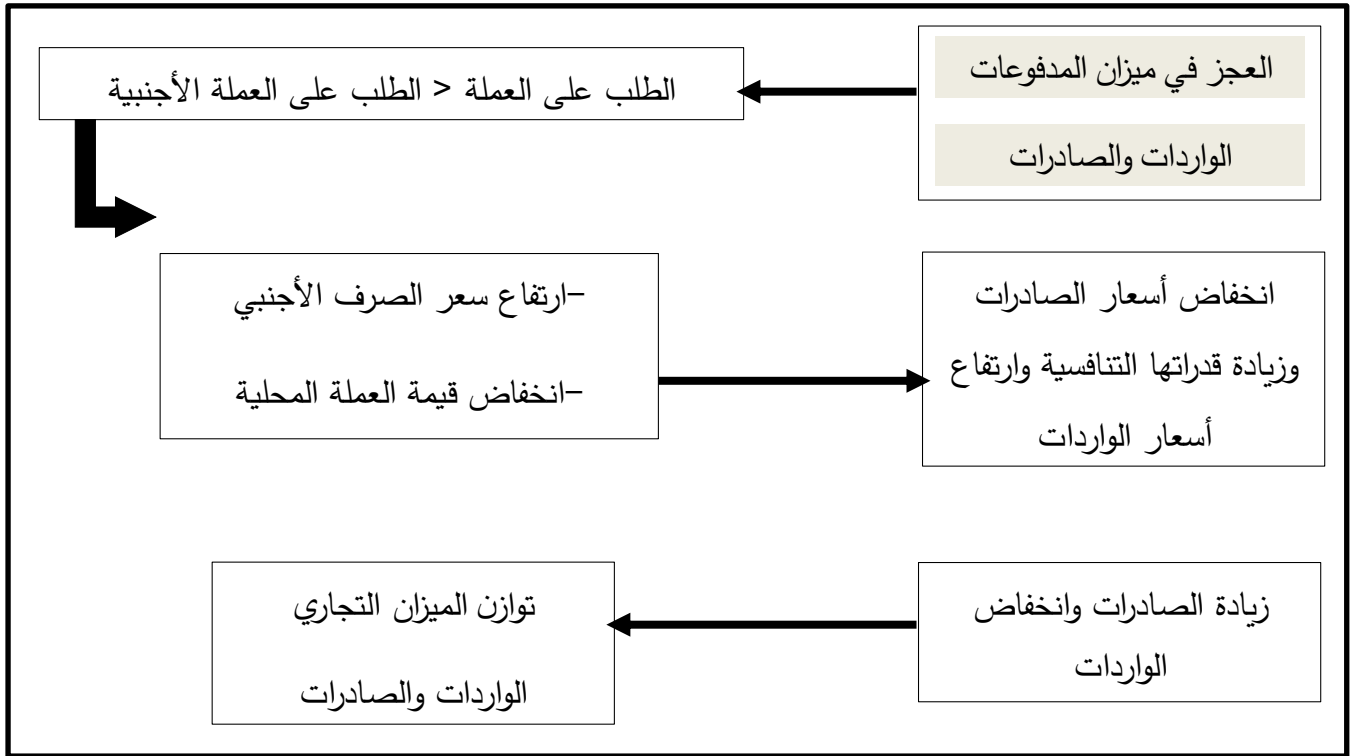 العجز في ميزان المدفوعات
الواردات والصادرات
الطلب على العملة < الطلب على العملة الأجنبية
–ارتفاع سعر الصرف الأجنبي
–انخفاض قيمة العملة المحلية
انخفاض أسعار الصادرات
وزيادة قدراتها التنافسية وارتفاع
أسعار الواردات
زيادة الصادرات وانخفاض
الواردات
توازن الميزان التجاري
الواردات والصادرات